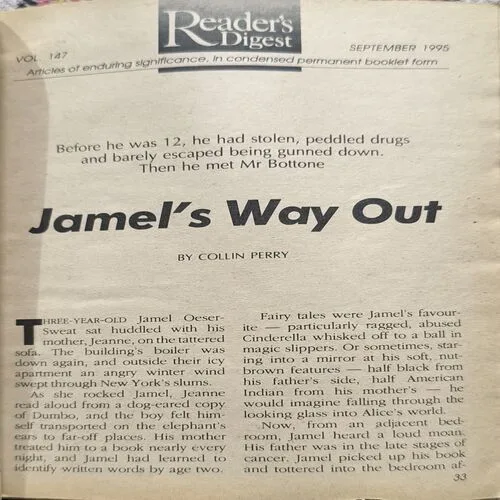 Reader's
Digest
VOL. 147
SEPTEMBER 1995
Articles of enduring significance, in condensed permanent booklet form
Before he was 12, he had stolen, peddled drugs
and barely escaped being gunned down.
Then he met Mr Bottone
Jamel's Way Out
BY COLLIN PERRY
THREE-YEAR-OLD Jamel Oeser-
Sweat sat huddled with his
mother, Jeanne, on the tattered
sofa. The building's boiler was
down again, and outside their icy
apartment an angry winter wind
swept through New York's slums.
As she rocked Jamel, Jeanne
read aloud from a dog-eared copy
of Dumbo, and the boy felt him-
self transported on the elephant's
ears to far-off places. His mother
treated him to a book nearly every
night, and Jamel had learned to
identify written words by age two.
Fairy tales were Jamel's favour-
ite — particularly ragged, abused
Cinderella whisked off to a ball in
magic slippers. Or sometimes, star-
ing into a mirror at his soft, nut-
brown features — half black from
his father's side, half American
Indian from his mother's — he
would imagine falling through the
looking glass into Alice's world.
Now, from an adjacent bed-
room, Jamel heard a loud moan.
His father was in the late stages of
cancer. Jamel picked up his book
and tottered into the bedroom af-
33